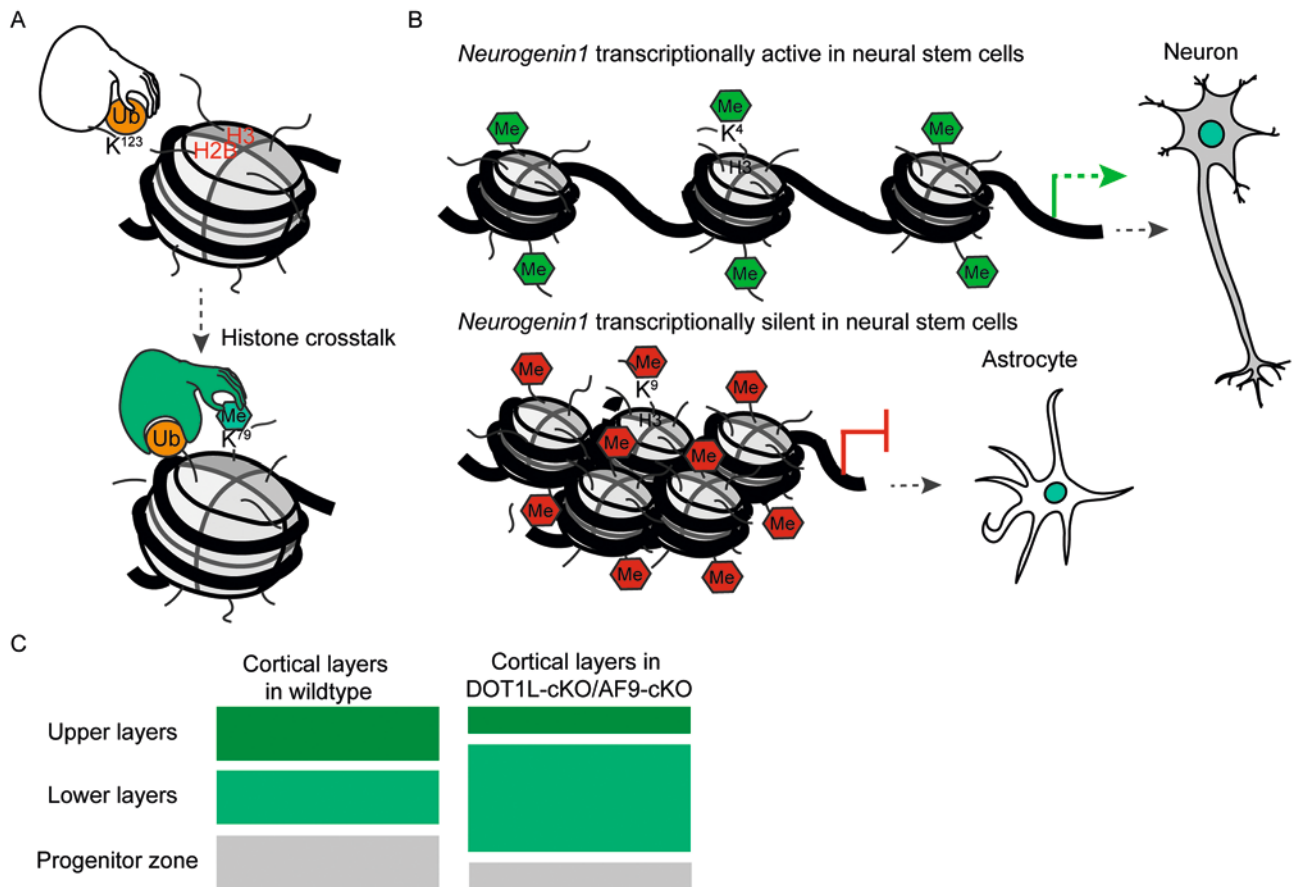 A
Ub
K¹²³
H3
H2B
Histone crosstalk
Me
K⁷⁹
Ub
B
Neurogenin1 transcriptionally active in neural stem cells
Neuron
Me
Me
K⁴
H3
Me
Me
Me
Me
Neurogenin1 transcriptionally silent in neural stem cells
Astrocyte
Me
Me
K⁹
H3
Me
Me
Me
Me
Me
Me
Me
C
Cortical layers
in wildtype
Cortical layers in
DOT1L-cKO/AF9-cKO
Upper layers
Lower layers
Progenitor zone